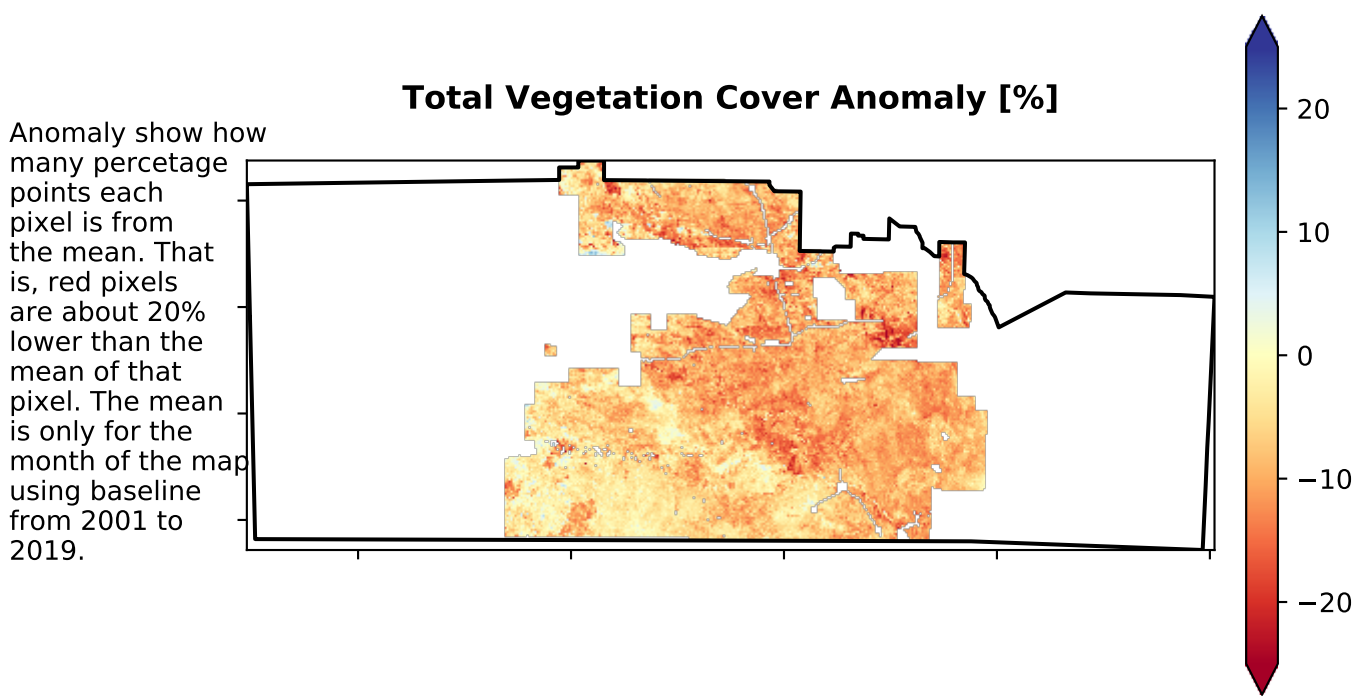 Total Vegetation Cover Anomaly [%]
Anomaly show how
many percetage
points each
pixel is from
the mean. That
is, red pixels
are about 20%
lower than the
mean of that
pixel. The mean
is only for the
month of the map
using baseline
from 2001 to
2019.
20
10
0
−10
−20